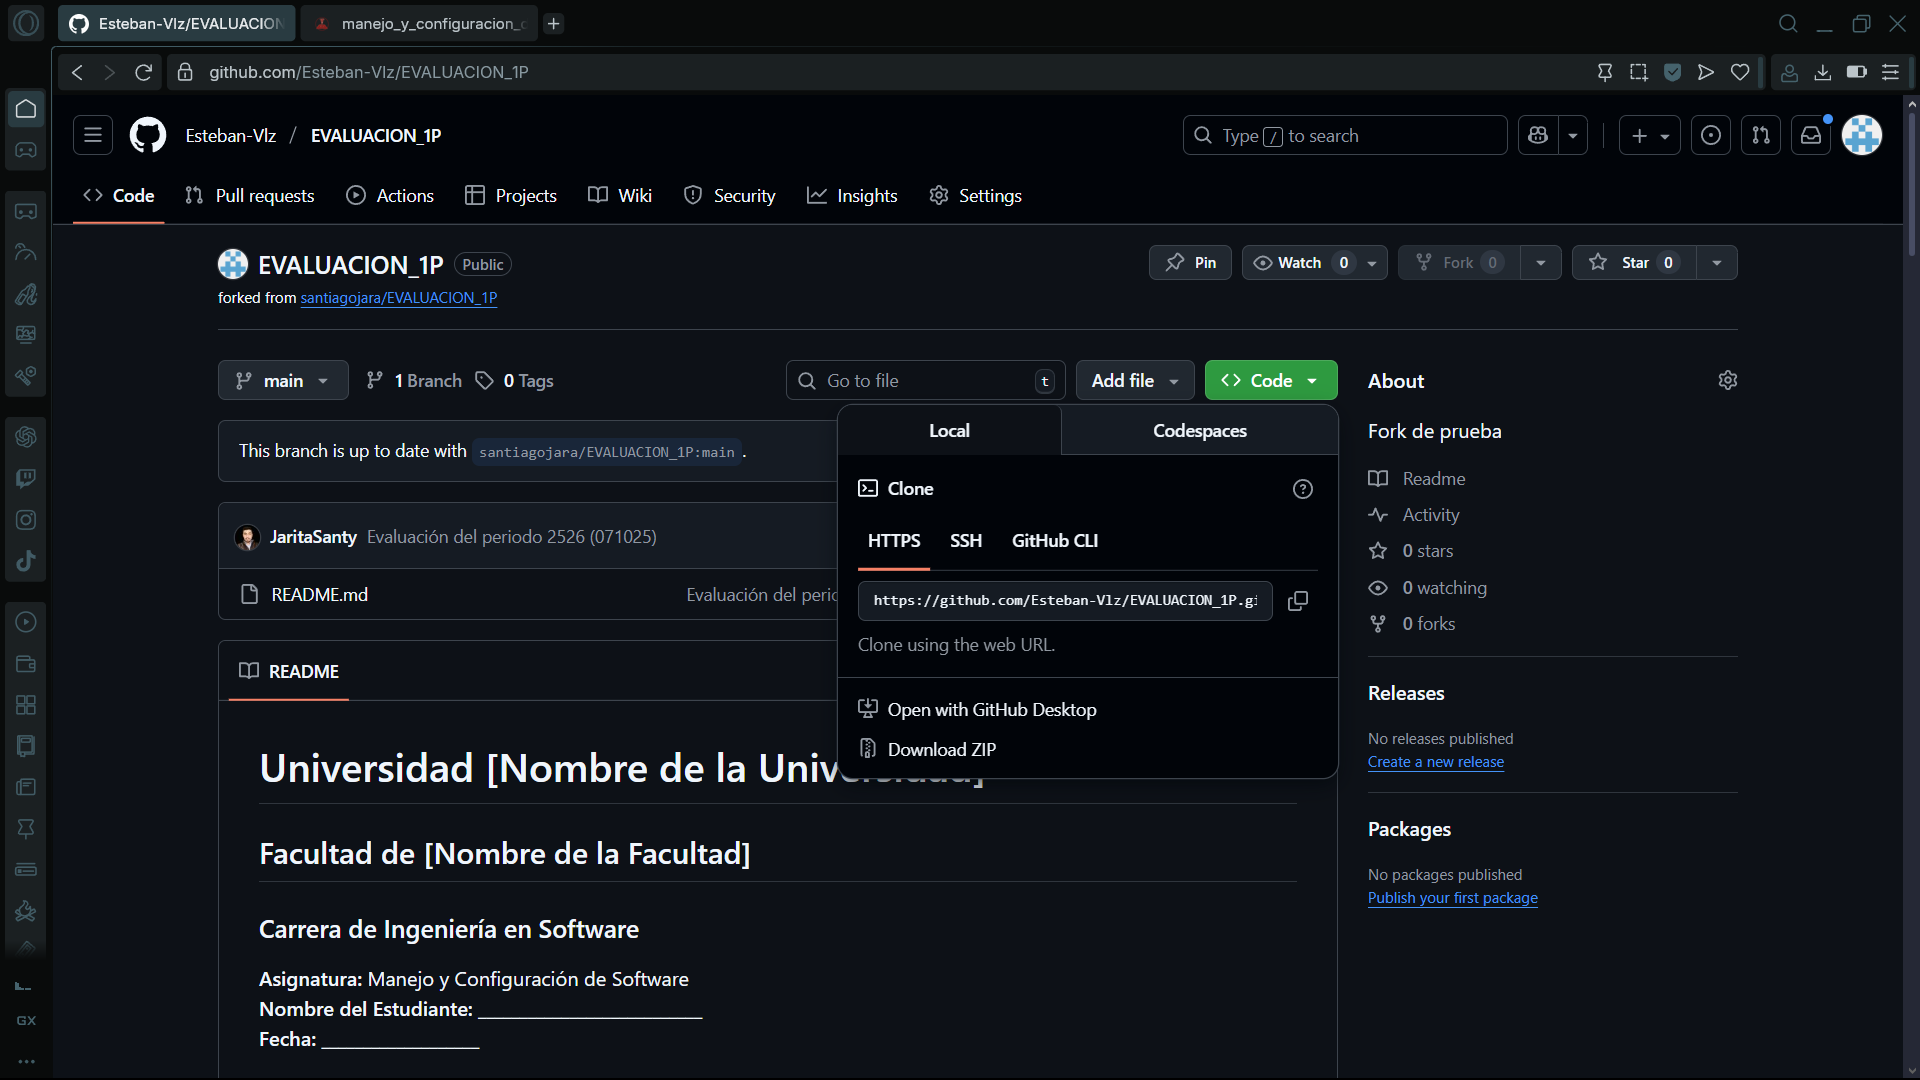 Esteban-Vlz/EVALUACION
manejo_y_configuracion_
github.com/Esteban-Vlz/EVALUACION_1P
Esteban-Vlz / EVALUACION_1P
Type / to search
Code
Pull requests
Actions
Projects
Wiki
Security
Insights
Settings
EVALUACION_1P Public
forked from santiagojara/EVALUACION_1P
Pin
Watch 0
Fork 0
Star 0
main
1 Branch
0 Tags
Go to file t
Add file
Code
This branch is up to date with santiagojara/EVALUACION_1P:main .
JaritaSanty Evaluación del periodo 2526 (071025)
README.md Evaluación del perio
README
Universidad [Nombre de la Universidad]
Facultad de [Nombre de la Facultad]
Carrera de Ingeniería en Software
Asignatura: Manejo y Configuración de Software
Nombre del Estudiante: ________________________
Fecha: _________________
Local
Codespaces
Clone
HTTPS SSH GitHub CLI
https://github.com/Esteban-Vlz/EVALUACION_1P.gi
Clone using the web URL.
Open with GitHub Desktop
Download ZIP
About
Fork de prueba
Readme
Activity
0 stars
0 watching
0 forks
Releases
No releases published
Create a new release
Packages
No packages published
Publish your first package
GX